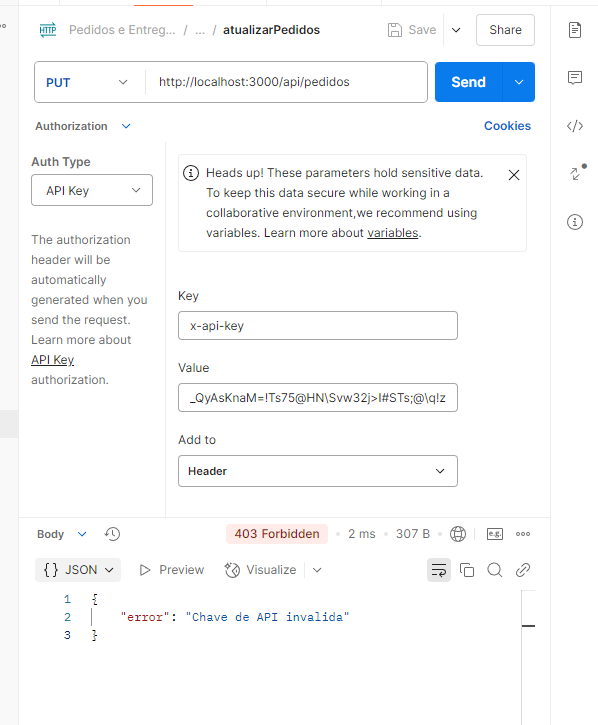 HTTP Pedidos e Entreg... / ... / atualizarPedidos Save Share
PUT http://localhost:3000/api/pedidos Send
Authorization Cookies
Auth Type
API Key
The authorization
header will be
automatically
generated when you
send the request.
Learn more about
API Key
authorization.
Heads up! These parameters hold sensitive data.
To keep this data secure while working in a
collaborative environment,we recommend using
variables. Learn more about variables.
Key
x-api-key
Value
_QyAsKnaM=!Ts75@HN\Svw32j>I#STs;@\q!z
Add to
Header
Body 403 Forbidden • 2 ms • 307 B • e.g.
{} JSON Preview Visualize
1 {
2 "error": "Chave de API invalida"
3 }